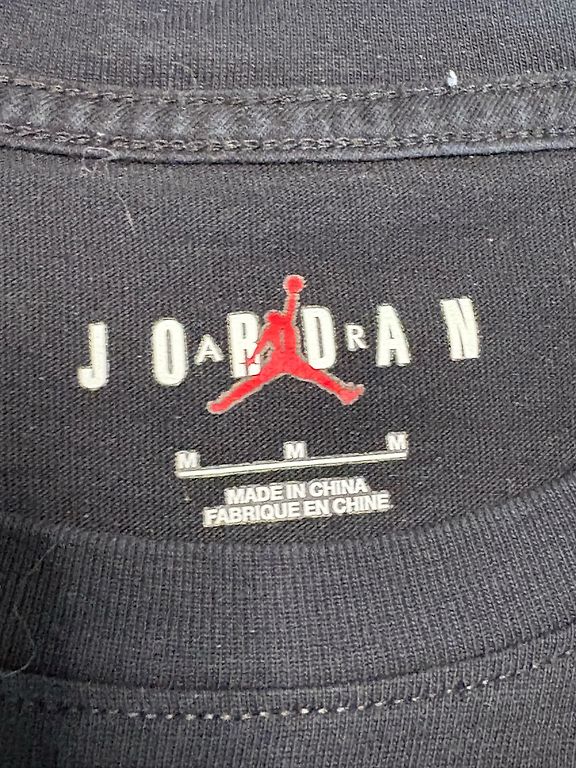 JORDAN
AIR
M M M
MADE IN CHINA
FABRIQUE EN CHINE